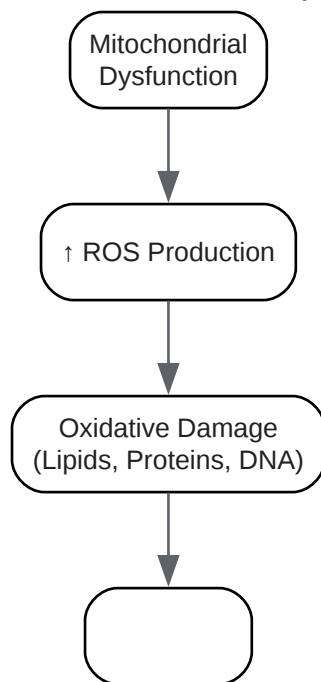 Mitochondrial
Dysfunction
↑ ROS Production
Oxidative Damage
(Lipids, Proteins, DNA)